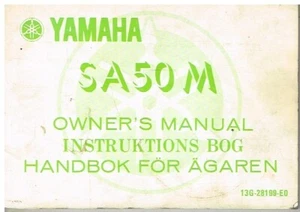 YAMAHA
SA50M
OWNER'S MANUAL
INSTRUKTIONS BOG
HANDBOK FÖR ÄGAREN
13G-28199-E0